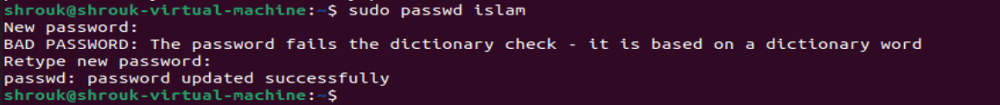 shrouk@shrouk-virtual-machine:~$ sudo passwd islam
New password:
BAD PASSWORD: The password fails the dictionary check - it is based on a dictionary word
Retype new password:
passwd: password updated successfully
shrouk@shrouk-virtual-machine:~$